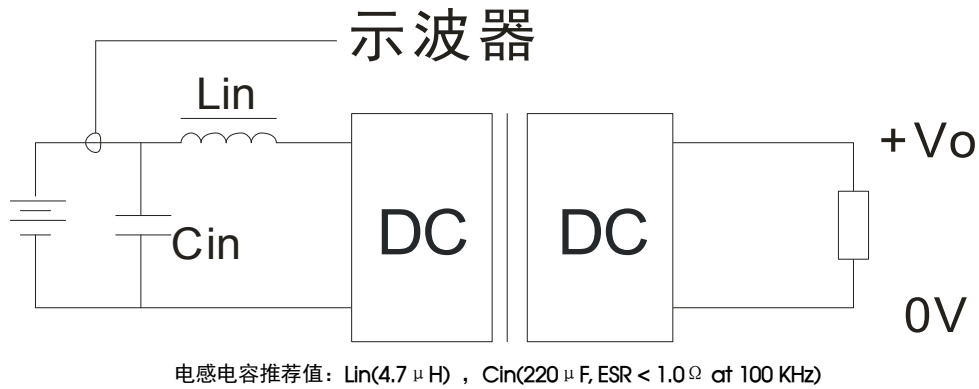 示波器
Lin
+Vo
DC
DC
Cin
0V
电感电容推荐值：Lin(4.7μH) ，Cin(220μF, ESR < 1.0Ω at 100 KHz)